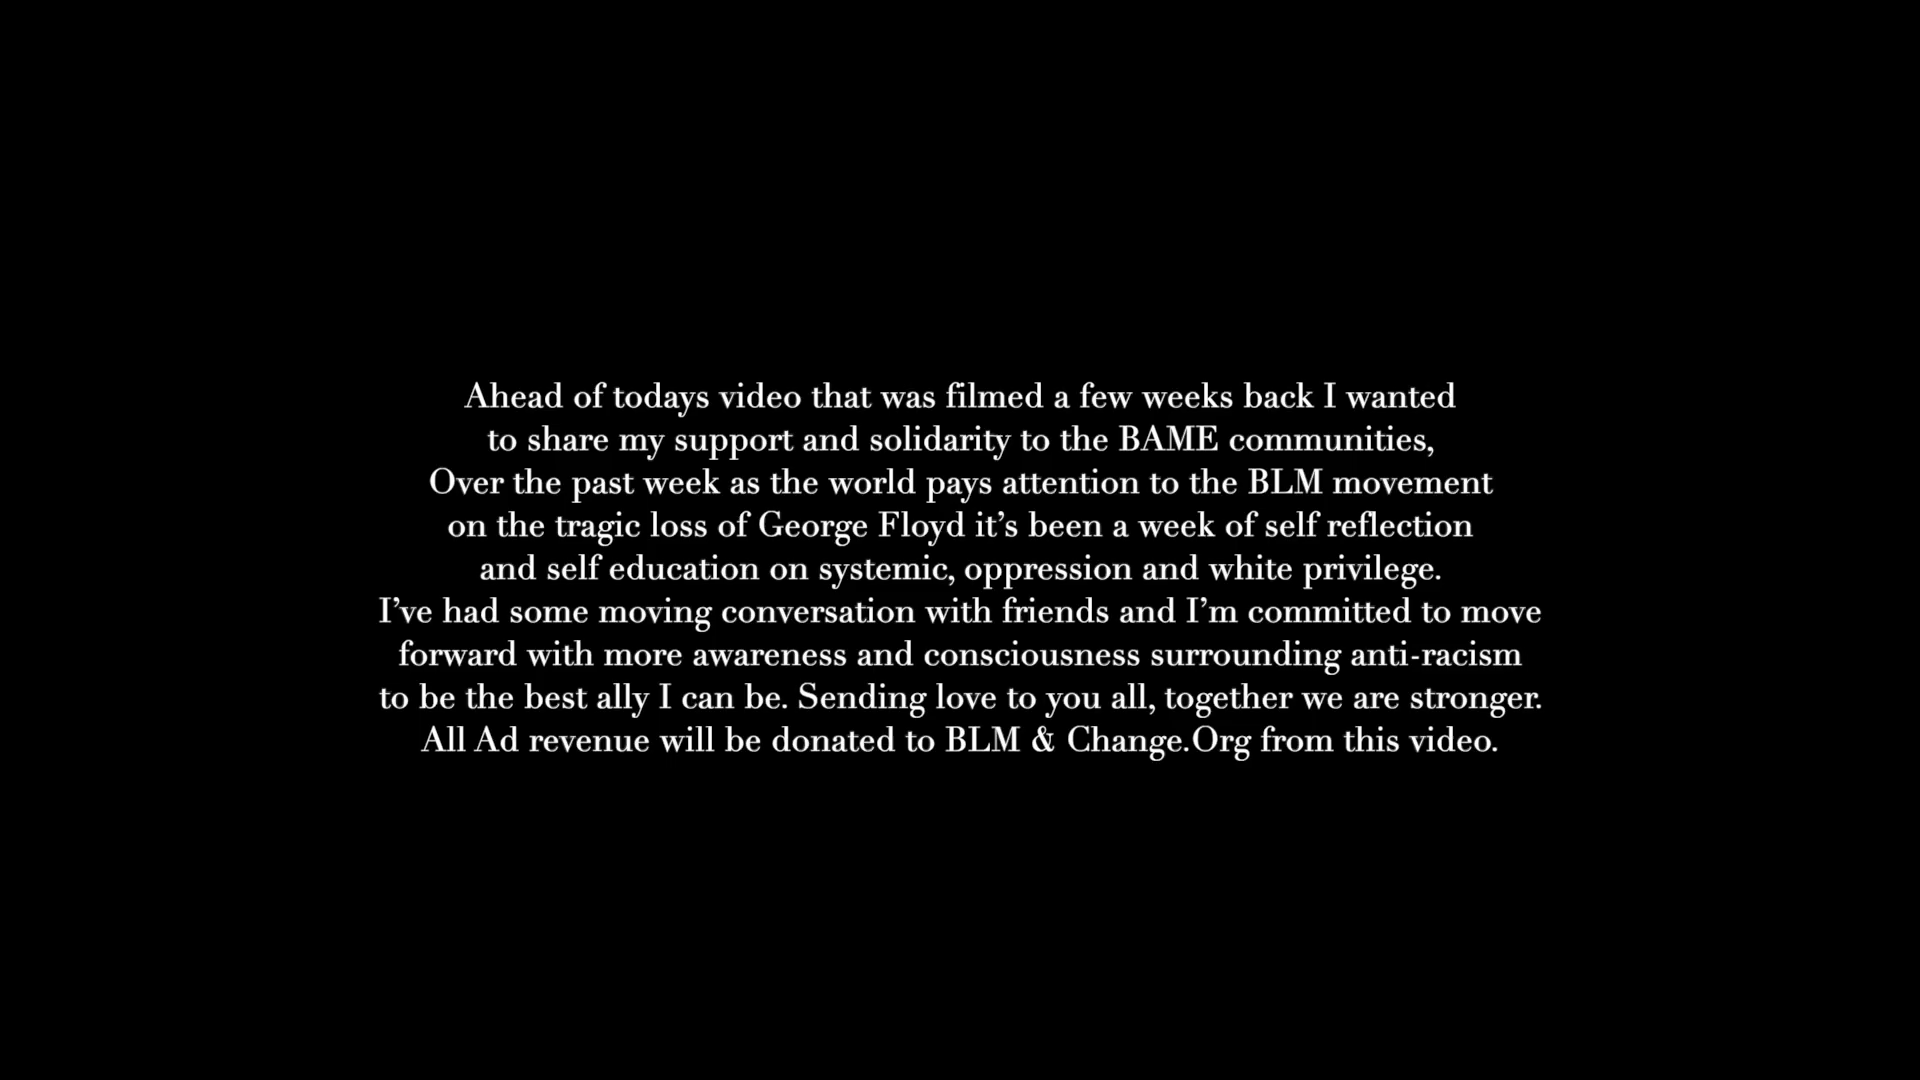 Ahead of todays video that was filmed a few weeks back I wanted
to share my support and solidarity to the BAME communities,
Over the past week as the world pays attention to the BLM movement
on the tragic loss of George Floyd it’s been a week of self reflection
and self education on systemic, oppression and white privilege.
I’ve had some moving conversation with friends and I’m committed to move
forward with more awareness and consciousness surrounding anti-racism
to be the best ally I can be. Sending love to you all, together we are stronger.
All Ad revenue will be donated to BLM & Change.Org from this video.